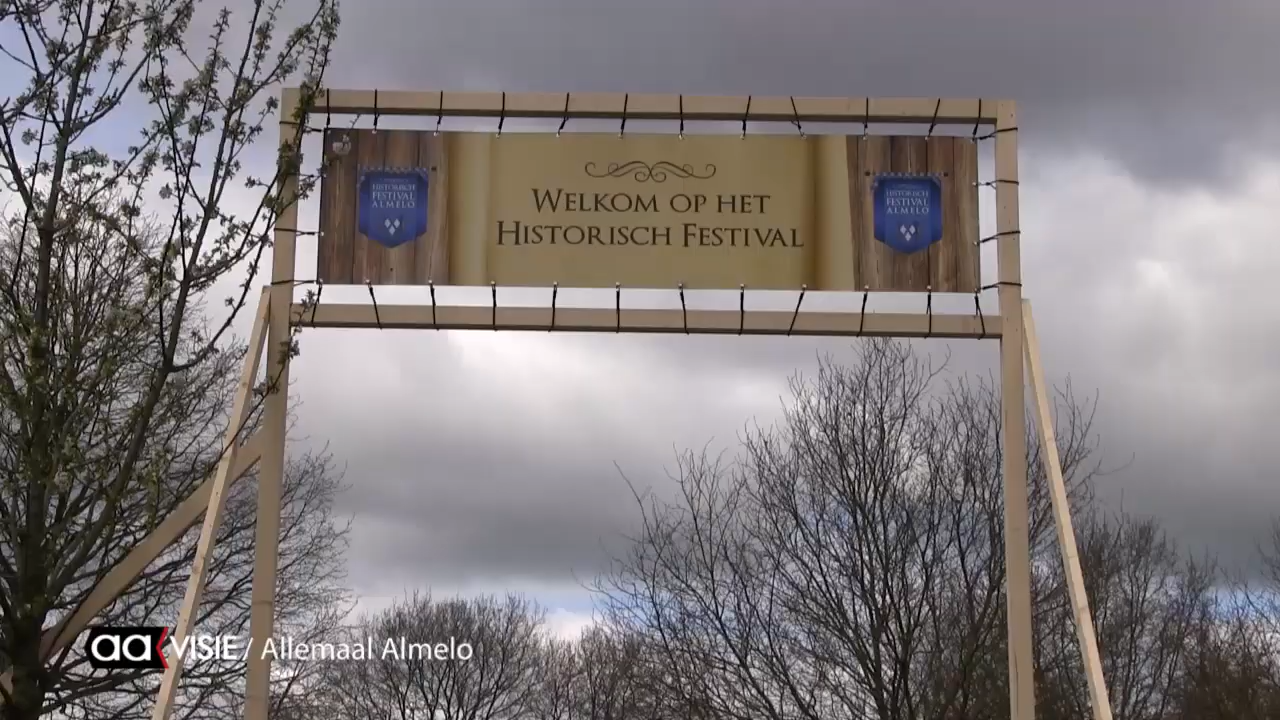 WELKOM OP HET
HISTORISCH FESTIVAL
HISTORISCH
FESTIVAL
ALMELO
HISTORISCH
FESTIVAL
ALMELO
aa VISIE / Allemaal Almelo